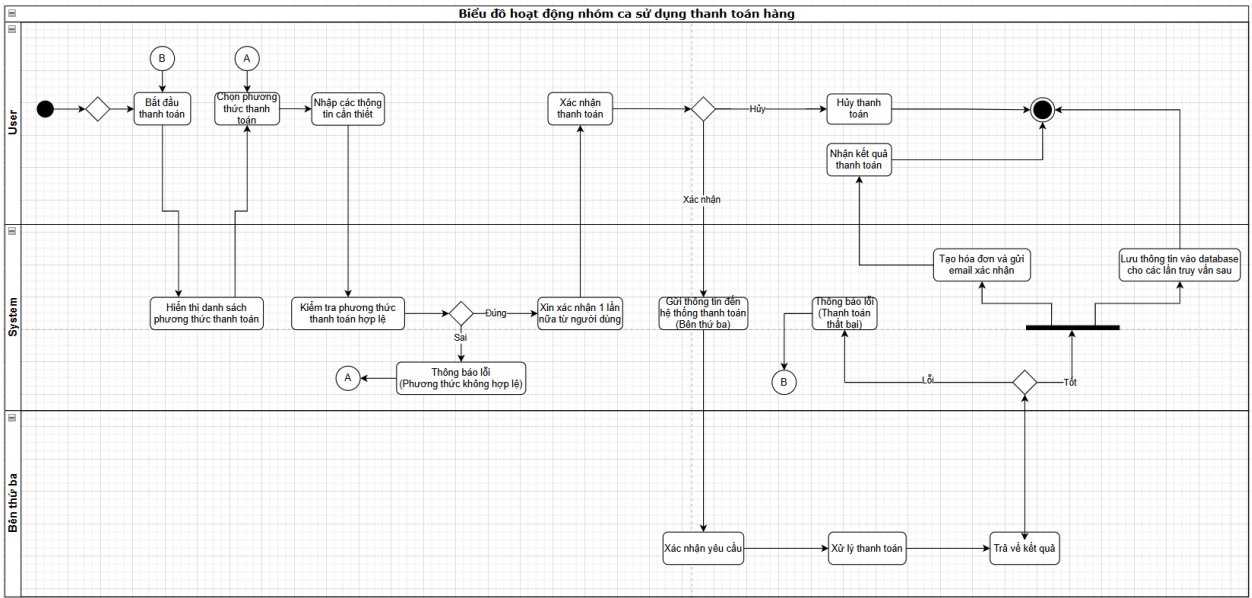 Biểu đồ hoạt động nhóm ca sử dụng thanh toán hàng
User
B
A
Bắt đầu
thanh toán
Chọn phương
thức thanh
toán
Nhập các thông
tin cần thiết
Xác nhận
thanh toán
Hủy
Hủy thanh
toán
Nhận kết quả
thanh toán
Xác nhận
System
Hiển thị danh sách
phương thức thanh toán
Kiểm tra phương thức
thanh toán hợp lệ
Đúng
Sai
Xin xác nhận 1 lần
nữa từ người dùng
Thông báo lỗi
(Phương thức không hợp lệ)
A
Gửi thông tin đến
hệ thống thanh toán
(Bên thứ ba)
Thông báo lỗi
(Thanh toán
thất bại)
B
Lỗi
Tốt
Tạo hóa đơn và gửi
email xác nhận
Lưu thông tin vào database
cho các lần truy vấn sau
Bên thứ ba
Xác nhận yêu cầu
Xử lý thanh toán
Trả về kết quả